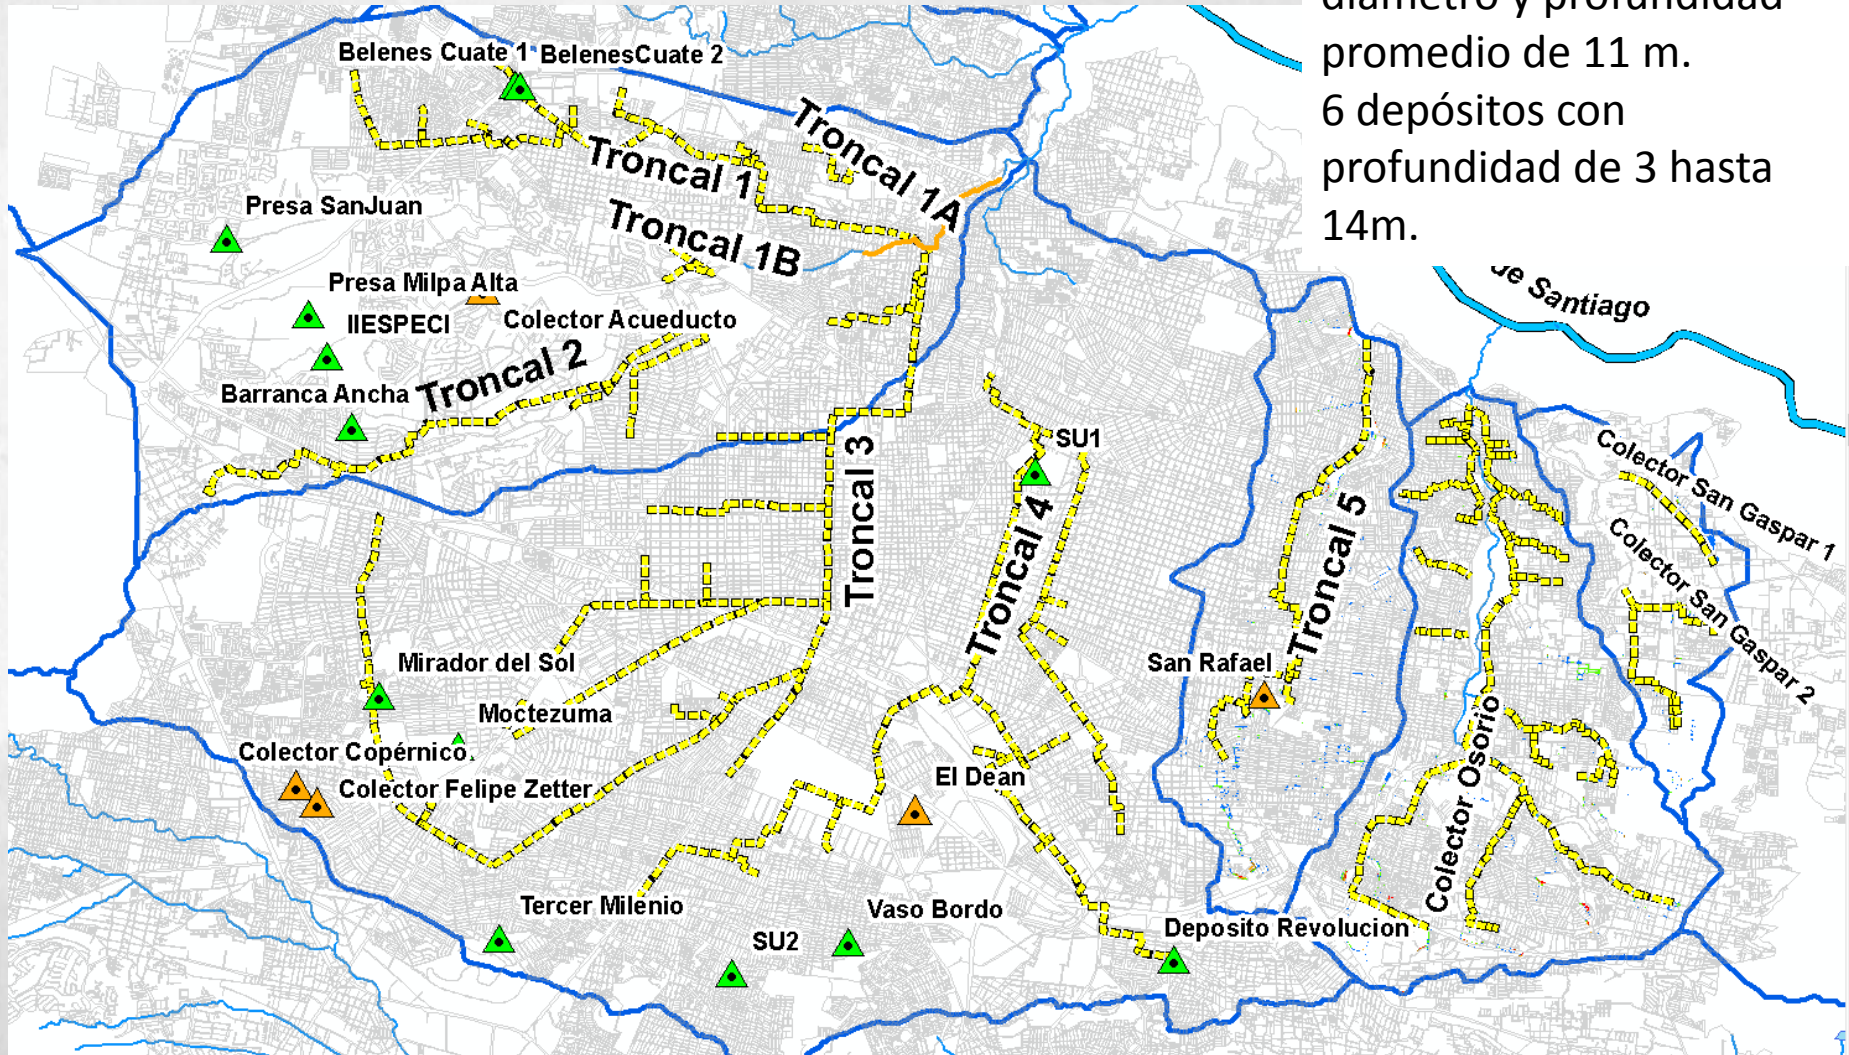 diámetro y profundidad
promedio de 11 m.
6 depósitos con
profundidad de 3 hasta
14m.
Belenes Cuate 1
BelenesCuate 2
Troncal 1A
Troncal 1
Troncal 1B
Presa SanJuan
Presa Milpa Alta
IIESPECI
Colector Acueducto
Barranca Ancha
Troncal 2
de Santiago
SU1
Troncal 3
Troncal 4
Troncal 5
Colector San Gaspar 1
Colector San Gaspar 2
Mirador del Sol
San Rafael
Moctezuma
Colector Copérnico
Colector Felipe Zetter
El Dean
Colector Osorio
Tercer Milenio
Vaso Bordo
SU2
Deposito Revolucion